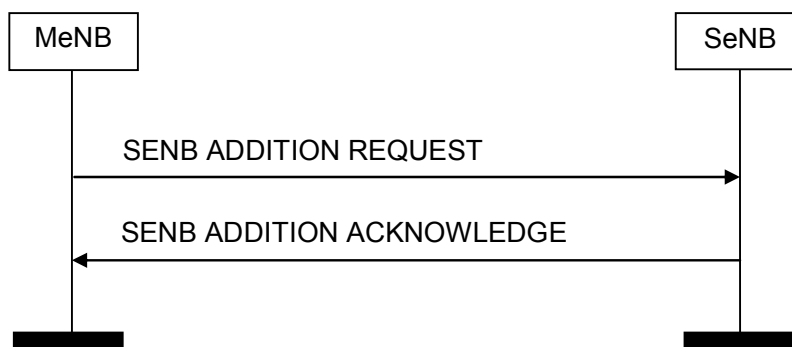 MeNB
SeNB
SENB ADDITION REQUEST
SENB ADDITION ACKNOWLEDGE